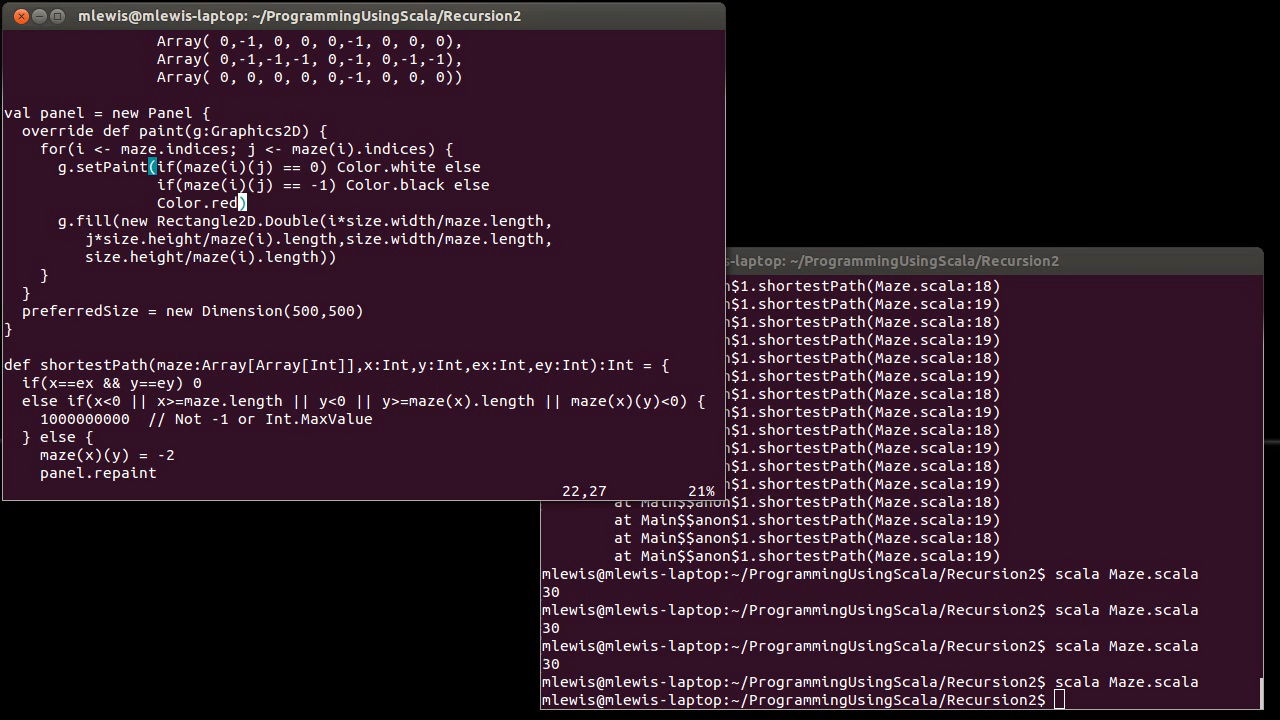 mlewis@mlewis-laptop: ~/ProgrammingUsingScala/Recursion2
Array( 0,-1, 0, 0, 0,-1, 0, 0, 0),
Array( 0,-1,-1,-1, 0,-1, 0,-1,-1),
Array( 0, 0, 0, 0, 0,-1, 0, 0, 0))
val panel = new Panel {
override def paint(g:Graphics2D) {
for(i <- maze.indices; j <- maze(i).indices) {
g.setPaint(if(maze(i)(j) == 0) Color.white else
if(maze(i)(j) == -1) Color.black else
Color.red)
g.fill(new Rectangle2D.Double(i*size.width/maze.length,
j*size.height/maze(i).length,size.width/maze.length,
size.height/maze(i).length))
}
}
preferredSize = new Dimension(500,500)
}
def shortestPath(maze:Array[Array[Int]],x:Int,y:Int,ex:Int,ey:Int):Int = {
if(x==ex && y==ey) 0
else if(x<0 || x>=maze.length || y<0 || y>=maze(x).length || maze(x)(y)<0) {
1000000000  // Not -1 or Int.MaxValue
} else {
maze(x)(y) = -2
panel.repaint
22,27 21%
s-laptop: ~/ProgrammingUsingScala/Recursion2
on$1.shortestPath(Maze.scala:18)
on$1.shortestPath(Maze.scala:19)
on$1.shortestPath(Maze.scala:18)
on$1.shortestPath(Maze.scala:19)
on$1.shortestPath(Maze.scala:18)
on$1.shortestPath(Maze.scala:19)
on$1.shortestPath(Maze.scala:18)
on$1.shortestPath(Maze.scala:19)
on$1.shortestPath(Maze.scala:18)
on$1.shortestPath(Maze.scala:19)
on$1.shortestPath(Maze.scala:18)
on$1.shortestPath(Maze.scala:19)
at Main$$anon$1.shortestPath(Maze.scala:18)
at Main$$anon$1.shortestPath(Maze.scala:19)
at Main$$anon$1.shortestPath(Maze.scala:18)
at Main$$anon$1.shortestPath(Maze.scala:19)
mlewis@mlewis-laptop:~/ProgrammingUsingScala/Recursion2$ scala Maze.scala
30
mlewis@mlewis-laptop:~/ProgrammingUsingScala/Recursion2$ scala Maze.scala
30
mlewis@mlewis-laptop:~/ProgrammingUsingScala/Recursion2$ scala Maze.scala
30
mlewis@mlewis-laptop:~/ProgrammingUsingScala/Recursion2$ scala Maze.scala
mlewis@mlewis-laptop:~/ProgrammingUsingScala/Recursion2$